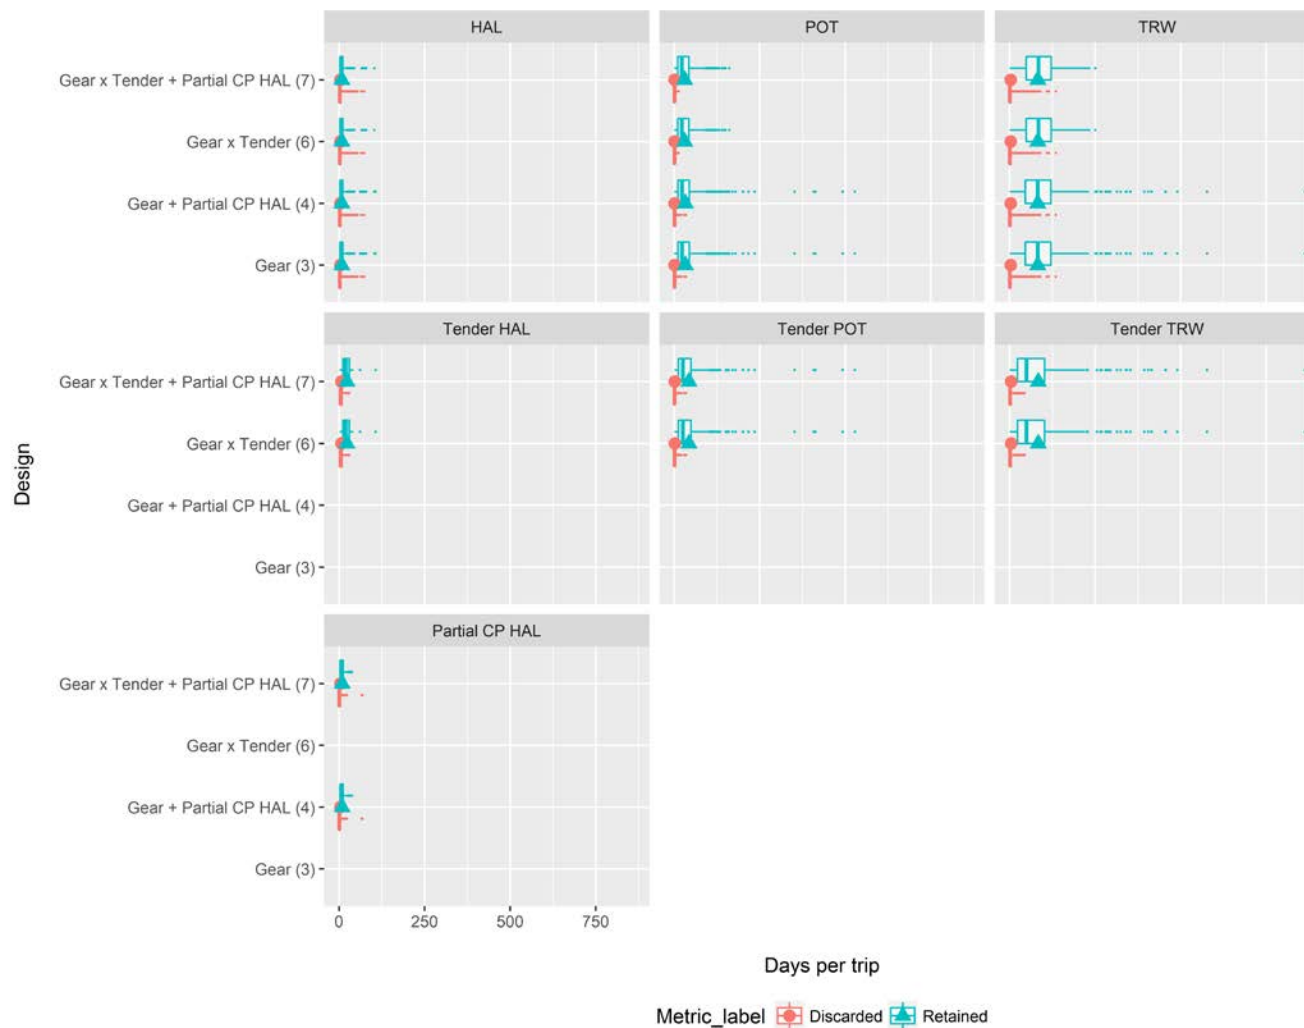 HAL POT TRW
Gear x Tender + Partial CP HAL (7)
Gear x Tender (6)
Gear + Partial CP HAL (4)
Gear (3)
Tender HAL Tender POT Tender TRW
Gear x Tender + Partial CP HAL (7)
Gear x Tender (6)
Gear + Partial CP HAL (4)
Gear (3)
Design
Partial CP HAL
Gear x Tender + Partial CP HAL (7)
Gear x Tender (6)
Gear + Partial CP HAL (4)
Gear (3)
0 250 500 750
Days per trip
Metric_label Discarded Retained